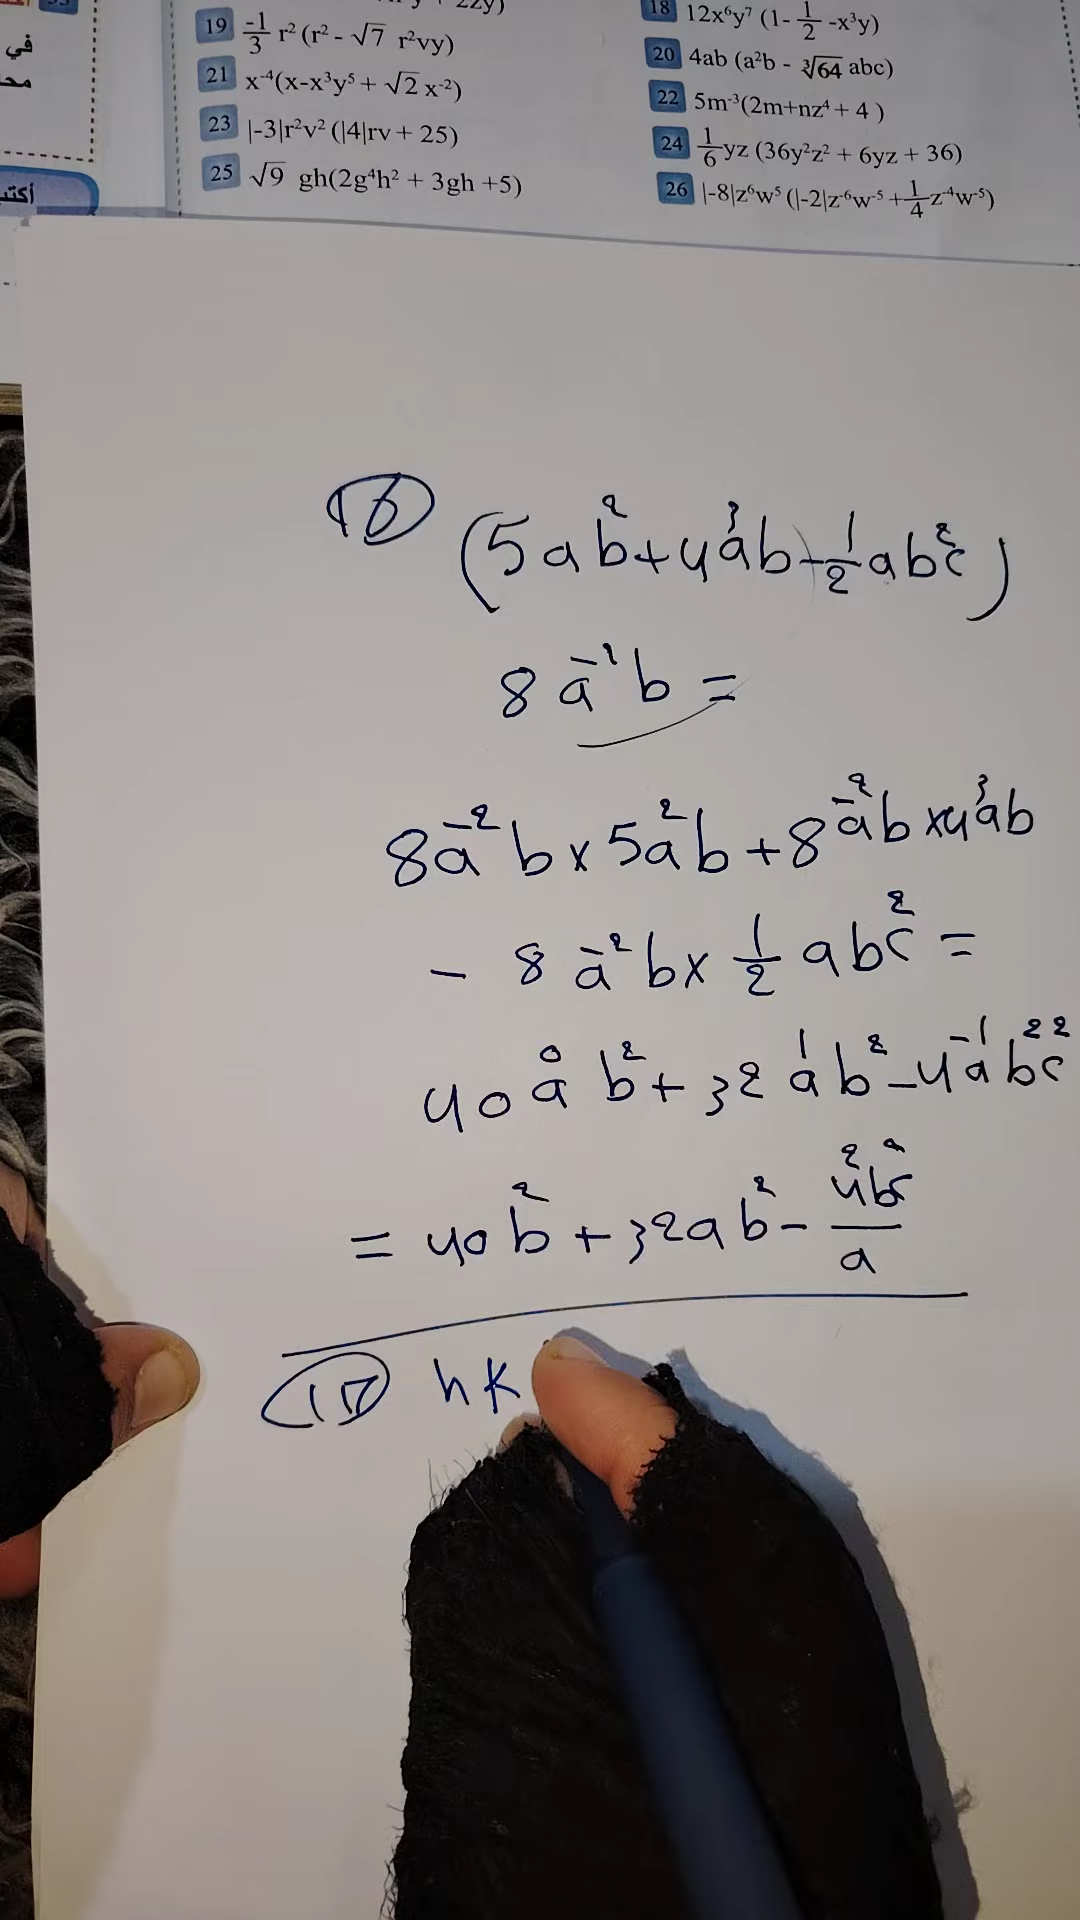 19 -1/3 r² (r² - √7 r²vy)
18 12x⁶y⁷ (1- 1/2 -x³y)
21 x⁻⁴(x-x³y⁵ + √2 x⁻²)
20 4ab (a²b - ∛64 abc)
23 |-3|r²v² (|4|rv + 25)
22 5m⁻³(2m+nz⁴ + 4 )
25 √9 gh(2g⁴h² + 3gh +5)
24 1/6 yz (36y²z² + 6yz + 36)
26 |-8|z⁶w⁵ (|-2|z⁻⁶w⁻⁵ + 1/4 z⁻⁴w⁻⁵)
في
أكتب
16 (5ab² + 4a³b - 1/2 abc²)
8a⁻¹b =
8a⁻²b × 5a²b + 8a⁻²b × 4a³b
- 8a⁻²b × 1/2 abc² =
40a⁰b² + 32a¹b² - 4a⁻¹b²c²
= 40b² + 32ab² - 4b²c²/a
17 hk